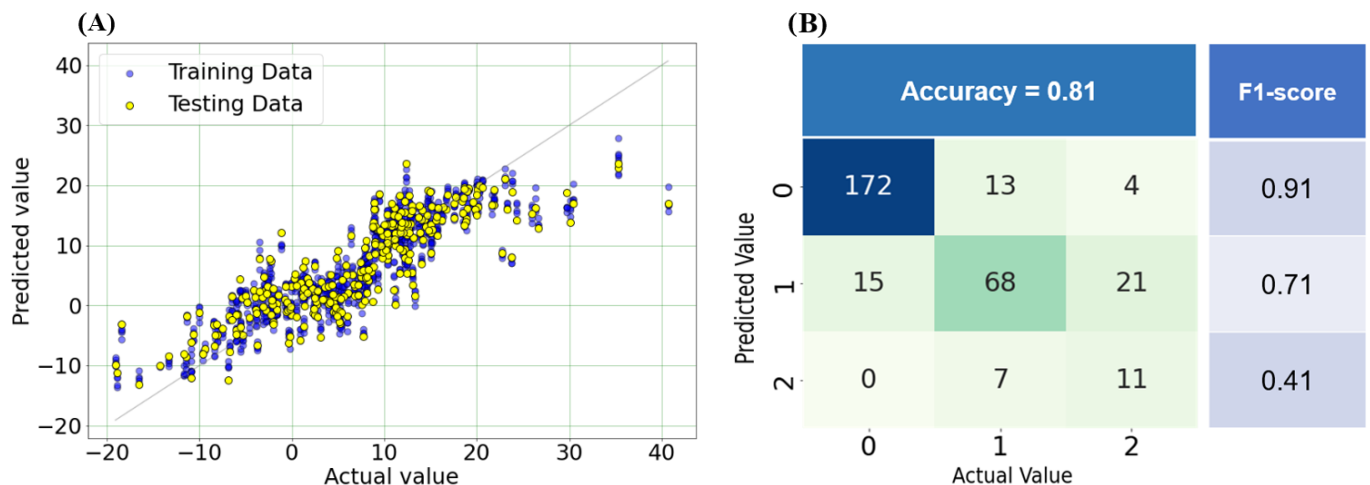 (A)
(B)
40
30
20
10
0
−10
−20
Predicted value
Training Data
Testing Data
−20 −10 0 10 20 30 40
Actual value
Accuracy = 0.81 F1-score
0 172 13 4 0.91
1 15 68 21 0.71
2 0 7 11 0.41
Predicted Value
0 1 2
Actual Value